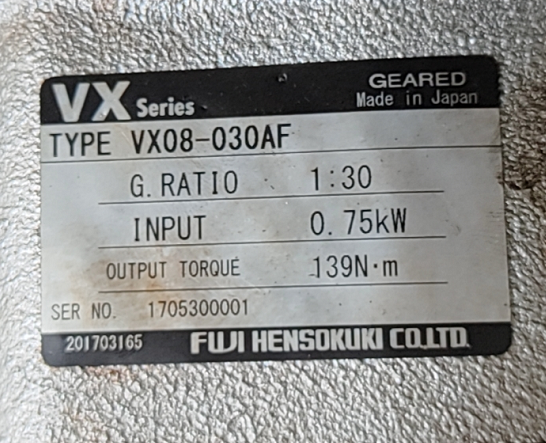 VX Series GEARED
Made in Japan
TYPE VX08-030AF
G.RATIO 1:30
INPUT 0.75kW
OUTPUT TORQUE 139N·m
SER NO. 1705300001
201703165 FUJI HENSOKUKI CO.LTD.